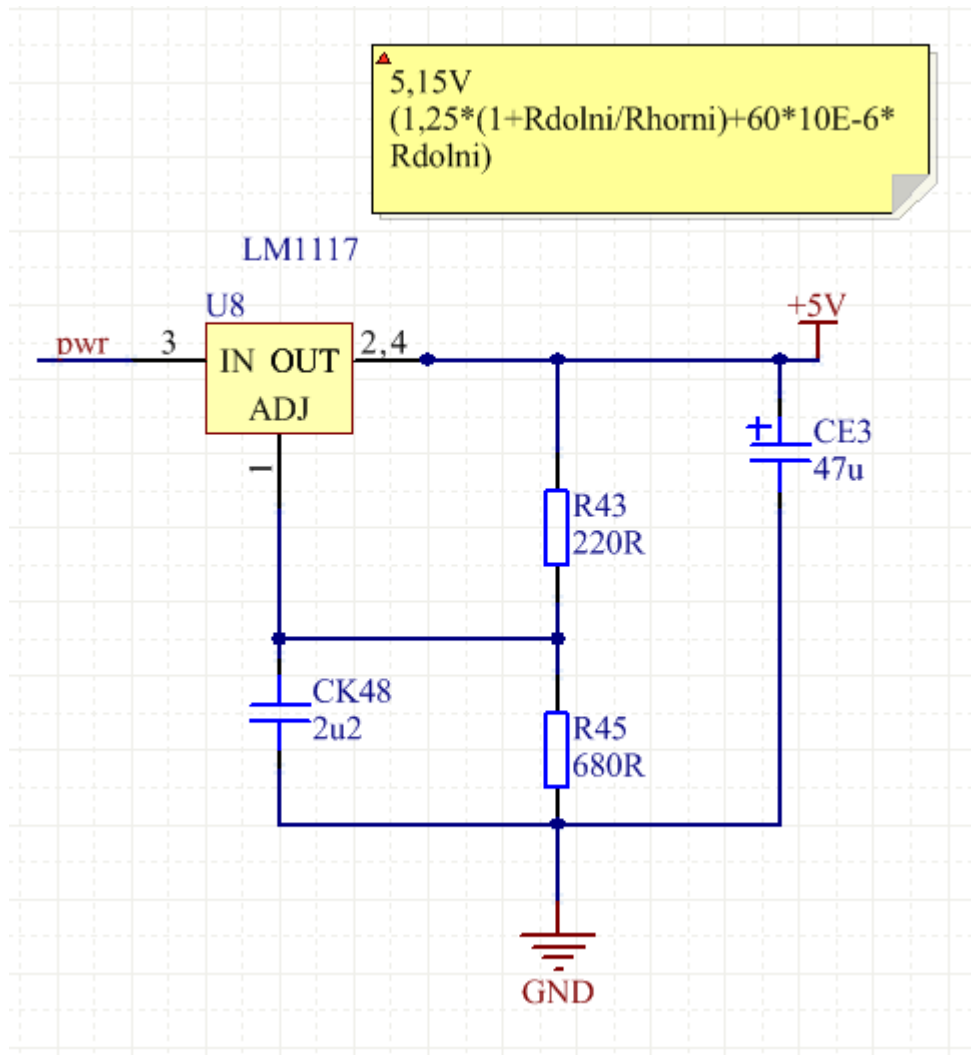 5,15V
(1,25*(1+Rdolni/Rhorni)+60*10E-6*
Rdolni)
LM1117
U8
+5V
pwr
3
IN OUT
2,4
ADJ
1
CE3
47u
R43
220R
CK48
2u2
R45
680R
GND